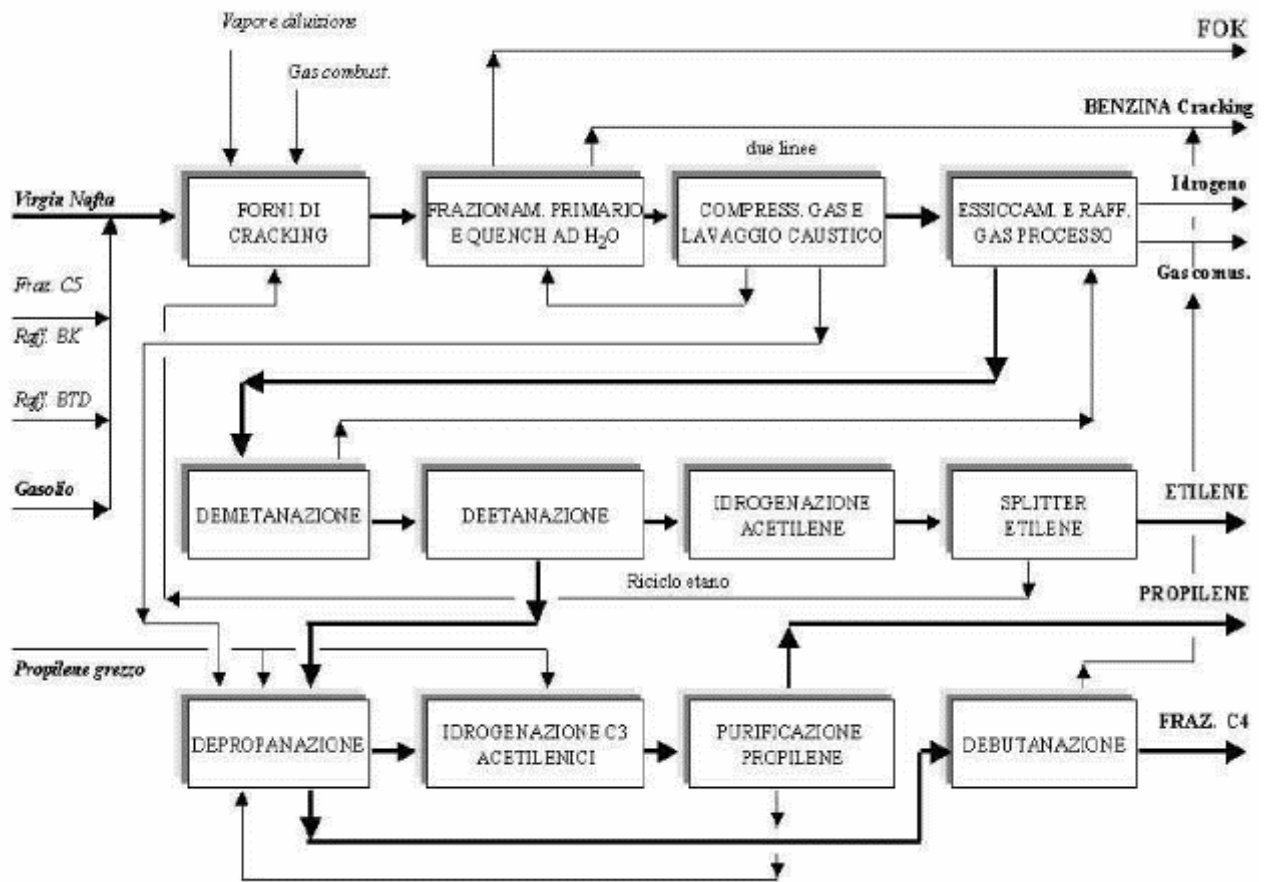 Vapore diluizione
FOK
Gas combust.
BENZINA Cracking
due linee
Virgin Nafta
FORNI DI
CRACKING
FRAZIONAM. PRIMARIO
E QUENCH AD H2O
COMPRESS. GAS E
LAVAGGIO CAUSTICO
ESSICCAM. E RAFF.
GAS PROCESSO
Idrogeno
Gas comus.
Fraz. C5
Raff. BK
Raff. BTD
Gasolio
DEMETANAZIONE
DEETANAZIONE
IDROGENAZIONE
ACETILENE
SPLITTER
ETILENE
ETILENE
Riciclo etano
PROPILENE
Propilene grezzo
DEPROPANAZIONE
IDROGENAZIONE C3
ACETILENICI
PURIFICAZIONE
PROPILENE
DEBUTANAZIONE
FRAZ. C4